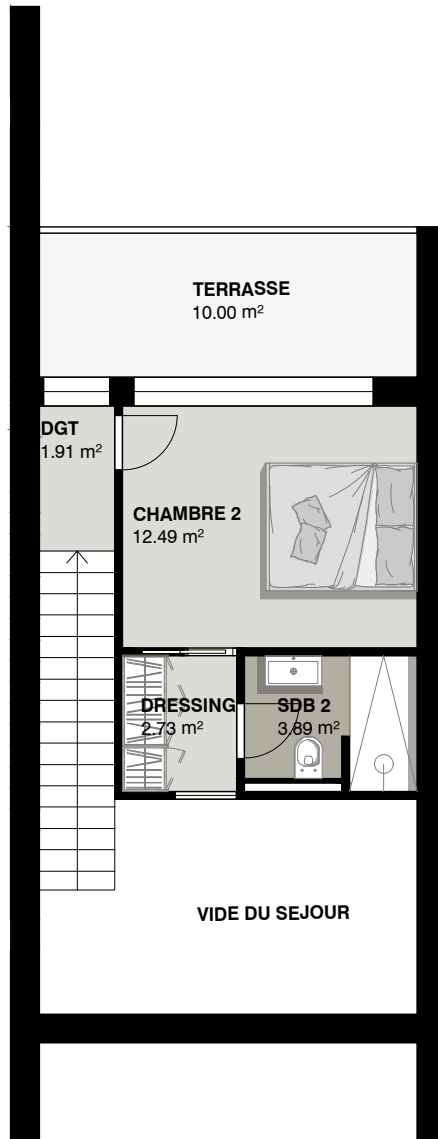 TERRASSE
10.00 m²
DGT
1.91 m²
CHAMBRE 2
12.49 m²
DRESSING
2.73 m²
SDB 2
3.89 m²
VIDE DU SEJOUR